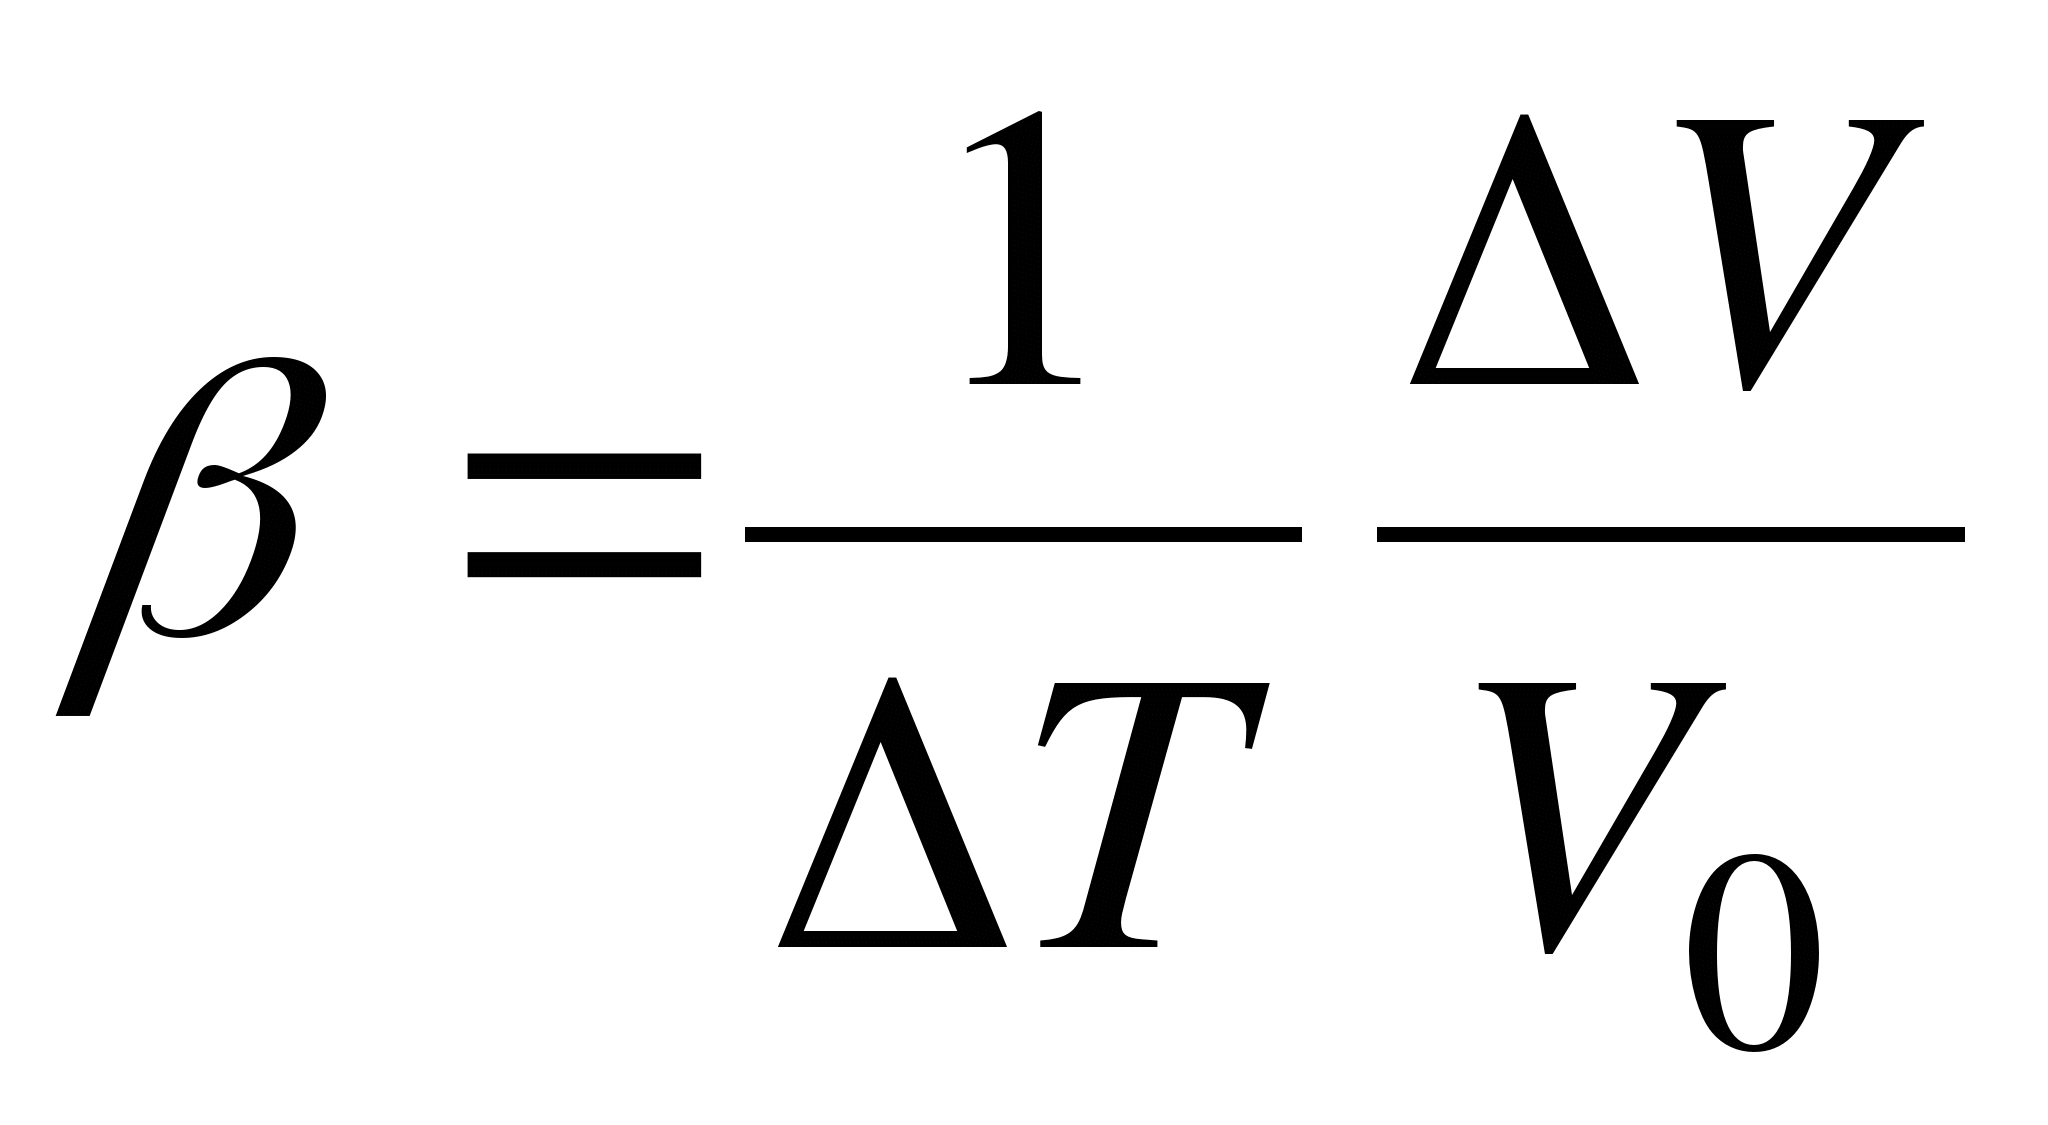 β = 1/ΔT ΔV/V₀